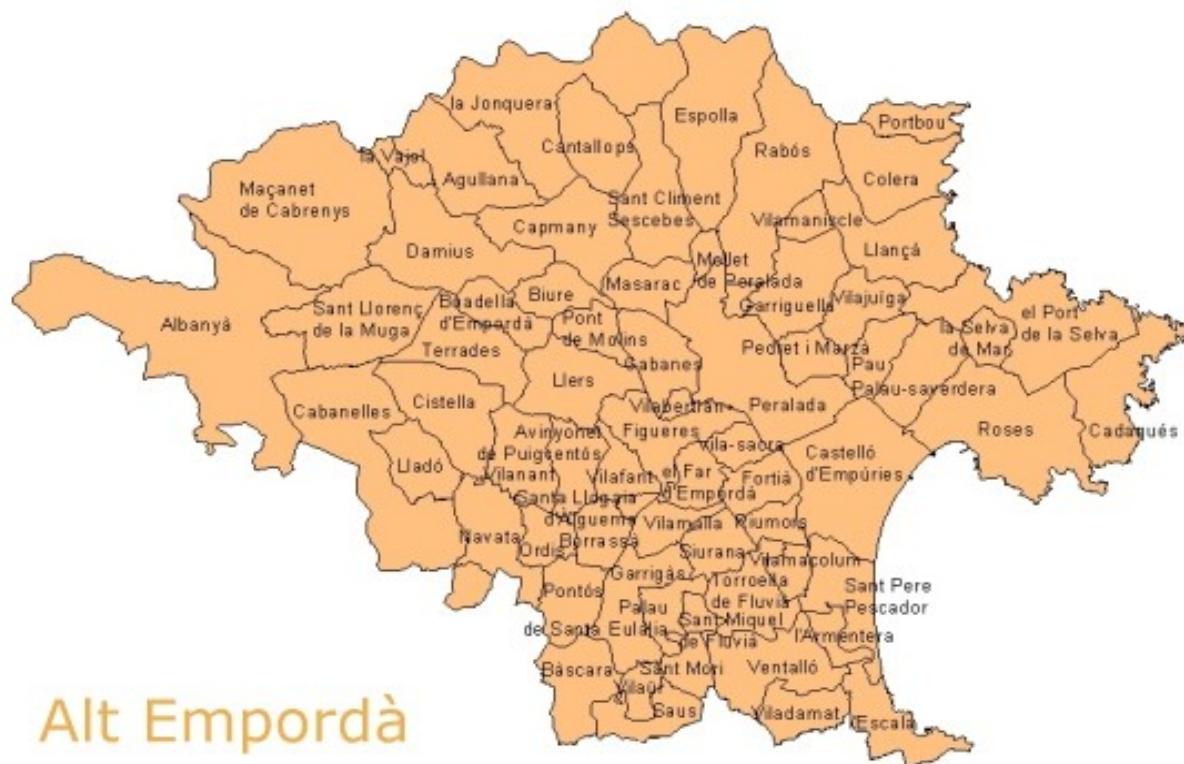 la Jonquera
Espolla
Portbou
Cantallops
la Vajol
Rabós
Agullana
Colera
Maçanet
de Cabrenys
Sant Climent
Sescebes
Vilamaniscle
Capmany
Llançà
Darnius
Mollet
de Peralada
Masarac
Biure
Garriguella
Vilajuïga
Boadella
d'Empordà
Sant Llorenç
de la Muga
Albanyà
el Port
de la Selva
la Selva
de Mar
Pont
de Molins
Terrades
Pedret i Marzà
Pau
Cabanes
Llers
Palau-saverdera
Cistella
Cabanelles
Vilabertran
Peralada
Roses
Cadaqués
Figueres
Avinyonet
de Puigventós
Vila-sacra
Castelló
d'Empúries
Lladó
Vilanant
Vilafant
el Far
d'Empordà
Fortià
Santa Llogaia
d'Àlguema
Vilamalla
Riumors
Navata
Ordis
Borrassà
Siurana
Vilamacolum
Garrigàs
Torroella
de Fluvià
Sant Pere
Pescador
Pontós
Palau
de Santa Eulàlia
Sant Miquel
de Fluvià
l'Armentera
Bàscara
Sant Mori
Ventalló
Vilaür
Saus
Viladamat
l'Escala
Alt Empordà